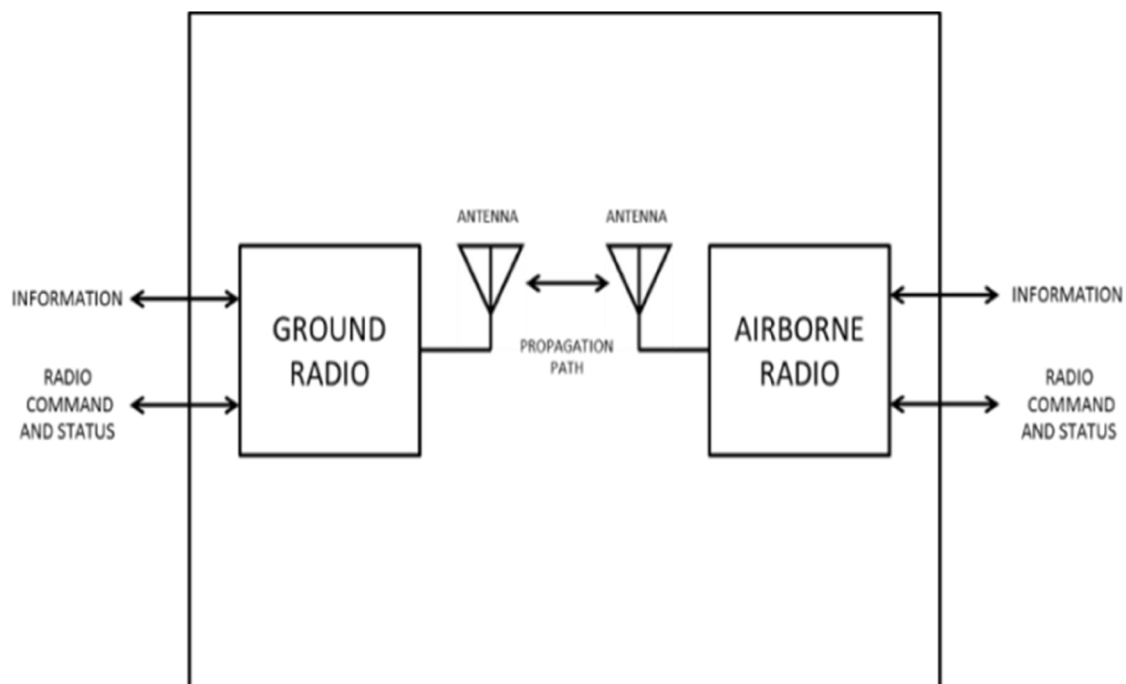 ANTENNA
ANTENNA
INFORMATION
RADIO
COMMAND
AND STATUS
GROUND
RADIO
PROPAGATION
PATH
AIRBORNE
RADIO
INFORMATION
RADIO
COMMAND
AND STATUS